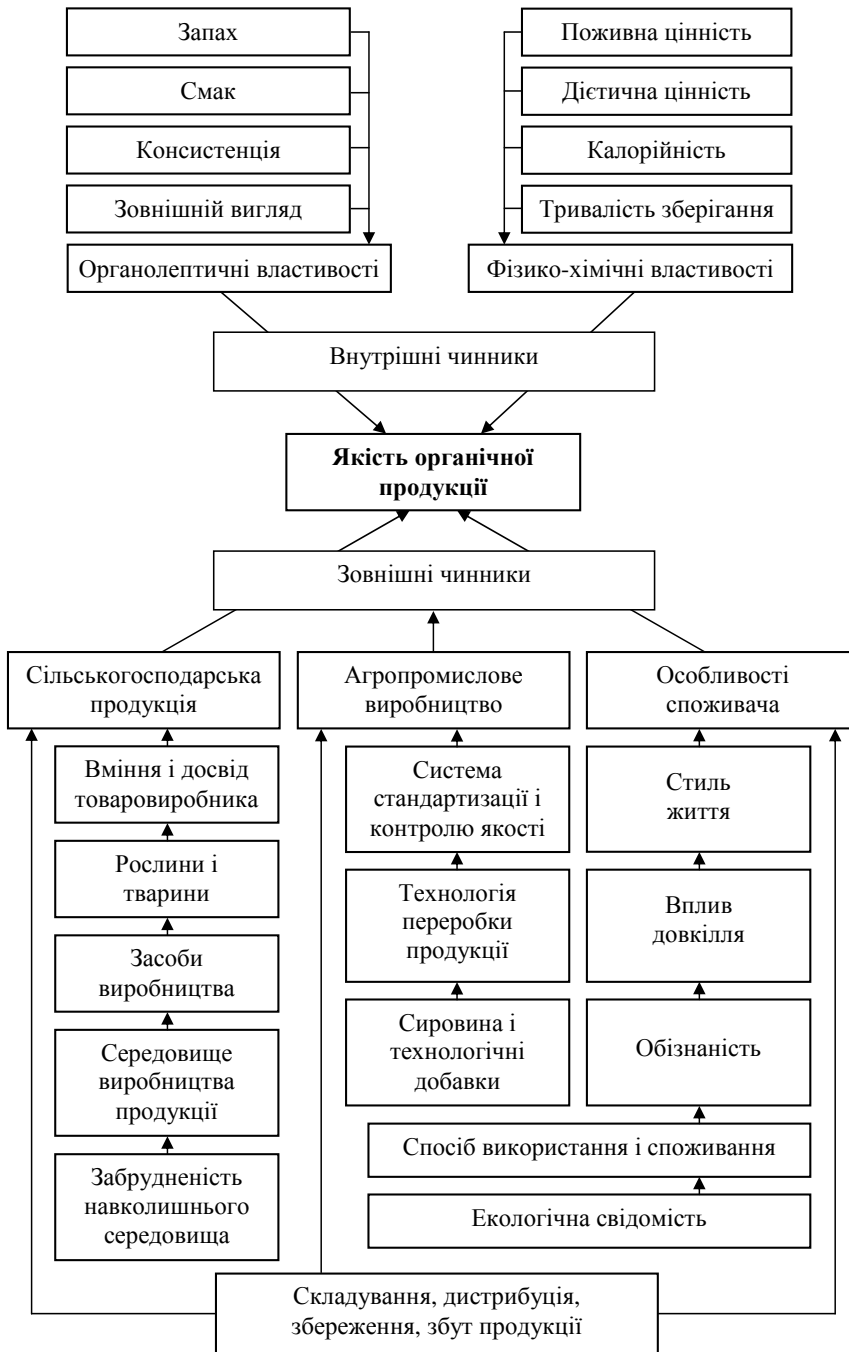 Запах
Смак
Консистенція
Зовнішній вигляд
Органолептичні властивості
Поживна цінність
Дієтична цінність
Калорійність
Тривалість зберігання
Фізико-хімічні властивості
Внутрішні чинники
Якість органічної
продукції
Зовнішні чинники
Сільськогосподарська
продукція
Вміння і досвід
товаровиробника
Рослини і
тварини
Засоби
виробництва
Середовище
виробництва
продукції
Забрудненість
навколишнього
середовища
Агропромислове
виробництво
Система
стандартизації і
контролю якості
Технологія
переробки
продукції
Сировина і
технологічні
добавки
Особливості
споживача
Стиль
життя
Вплив
довкілля
Обізнаність
Спосіб використання і споживання
Екологічна свідомість
Складування, дистрибуція,
збереження, збут продукції